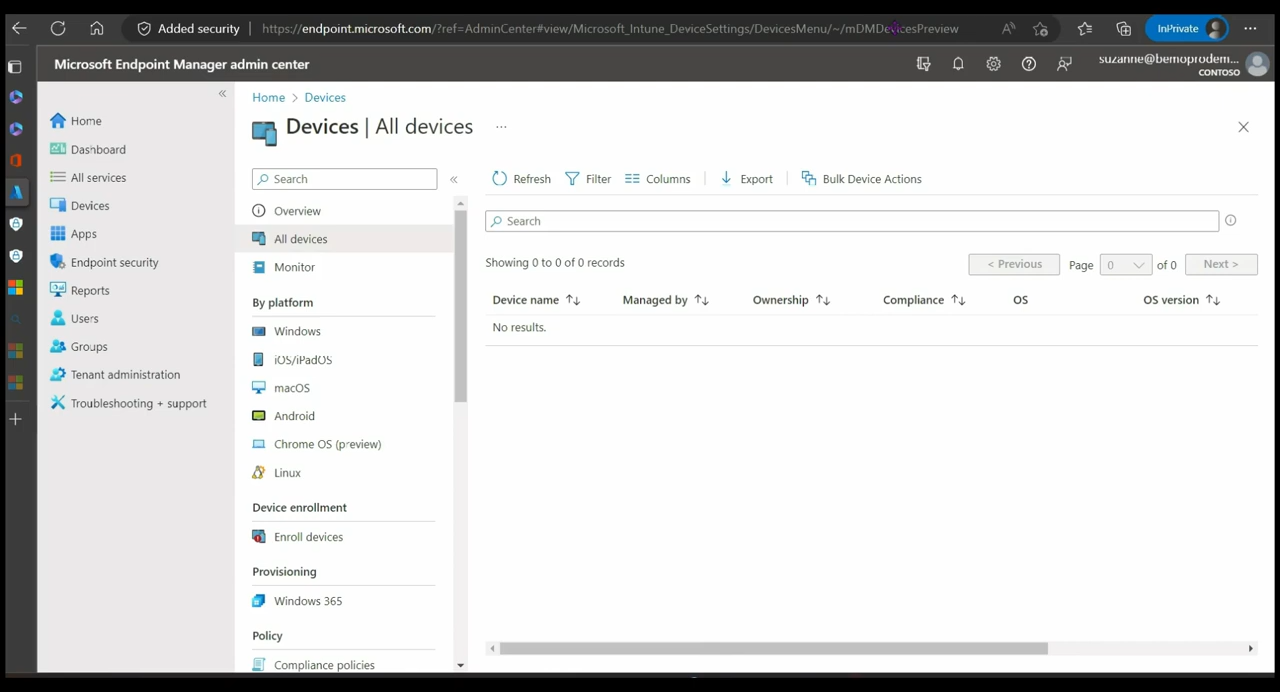 Added security
https://endpoint.microsoft.com/?ref=AdminCenter#view/Microsoft_Intune_DeviceSettings/DevicesMenu/~/mDMDevicesPreview
InPrivate
Microsoft Endpoint Manager admin center
suzanne@bemoprodem...
CONTOSO
Home
Dashboard
All services
Devices
Apps
Endpoint security
Reports
Users
Groups
Tenant administration
Troubleshooting + support
Home > Devices
Devices | All devices
Search
Overview
All devices
Monitor
By platform
Windows
iOS/iPadOS
macOS
Android
Chrome OS (preview)
Linux
Device enrollment
Enroll devices
Provisioning
Windows 365
Policy
Compliance policies
Refresh Filter Columns Export Bulk Device Actions
Search
Showing 0 to 0 of 0 records
< Previous Page 0 of 0 Next >
Device name Managed by Ownership Compliance OS OS version
No results.